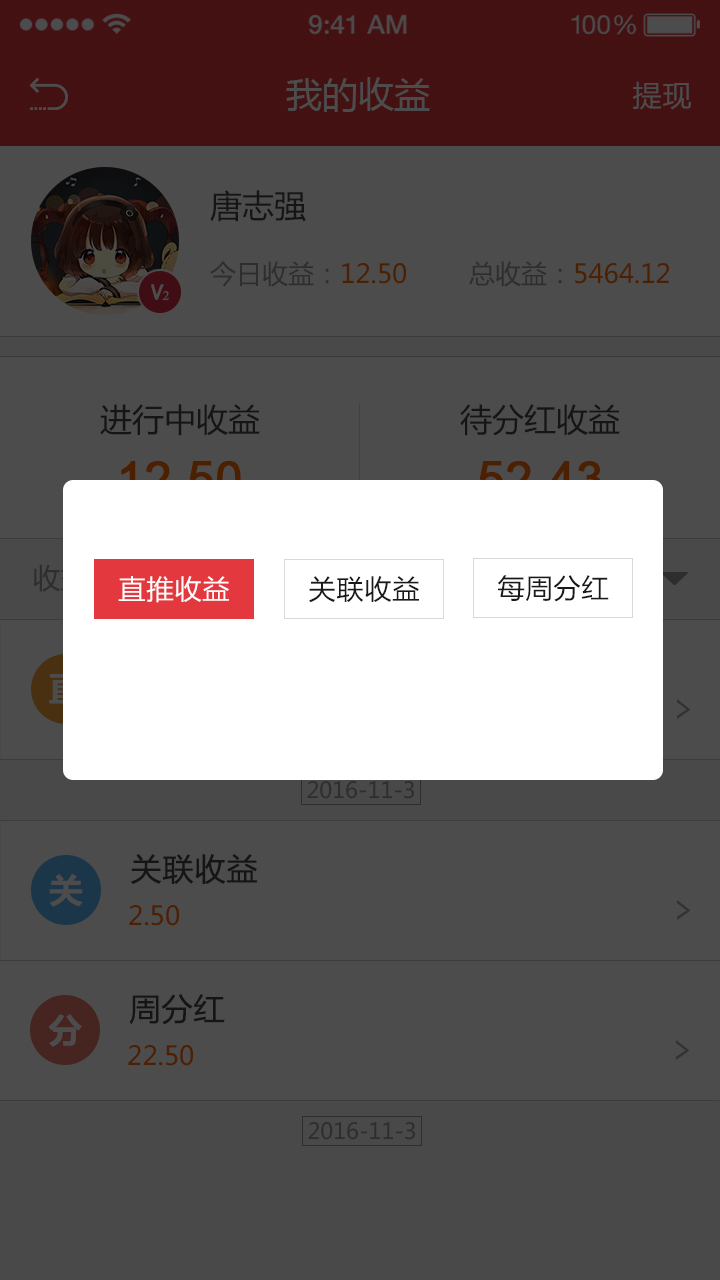 9:41 AM 100%
我的收益 提现
唐志强
今日收益：12.50 总收益：5464.12
V2
进行中收益 待分红收益
12.50 52.43
收
直推收益 关联收益 每周分红
2016-11-3
关 关联收益
2.50
分 周分红
22.50
2016-11-3